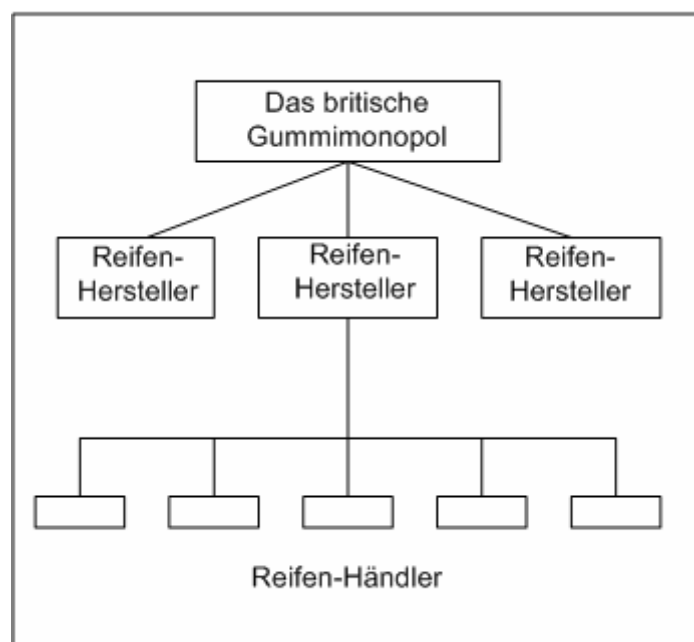 Das britische
Gummimonopol
Reifen-
Hersteller
Reifen-
Hersteller
Reifen-
Hersteller
Reifen-Händler